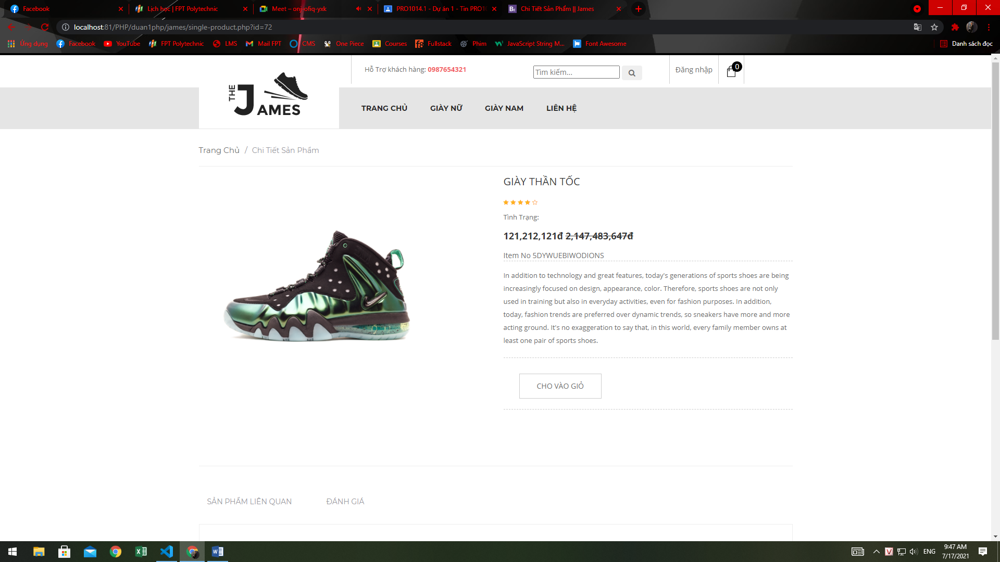 Facebook
Lịch học | FPT Polytechnic
Meet – onj-ofiq-yxk
PRO1014.1 - Dự án 1 - Tin PRO1
Chi Tiết Sản Phẩm || James
localhost:81/PHP/duan1php/james/single-product.php?id=72
Ứng dụng
Facebook
YouTube
FPT Polytechnic
LMS
Mail FPT
CMS
One Piece
Courses
Fullstack
Phim
JavaScript String M...
Font Awesome
Danh sách đọc
Hỗ Trợ khách hàng: 0987654321
Tìm kiếm...
Đăng nhập
0
THE JAMES
TRANG CHỦ
GIÀY NỮ
GIÀY NAM
LIÊN HỆ
Trang Chủ / Chi Tiết Sản Phẩm
GIÀY THẦN TỐC
Tình Trạng:
121,212,121đ 2,147,483,647đ
Item No 5DYWUEBIWODIONS
In addition to technology and great features, today's generations of sports shoes are being
increasingly focused on design, appearance, color. Therefore, sports shoes are not only
used in training but also in everyday activities, even for fashion purposes. In addition,
today, fashion trends are preferred over dynamic trends, so sneakers have more and more
acting ground. It's no exaggeration to say that, in this world, every family member owns at
least one pair of sports shoes.
CHO VÀO GIỎ
SẢN PHẨM LIÊN QUAN
ĐÁNH GIÁ
ENG
9:47 AM
7/17/2021